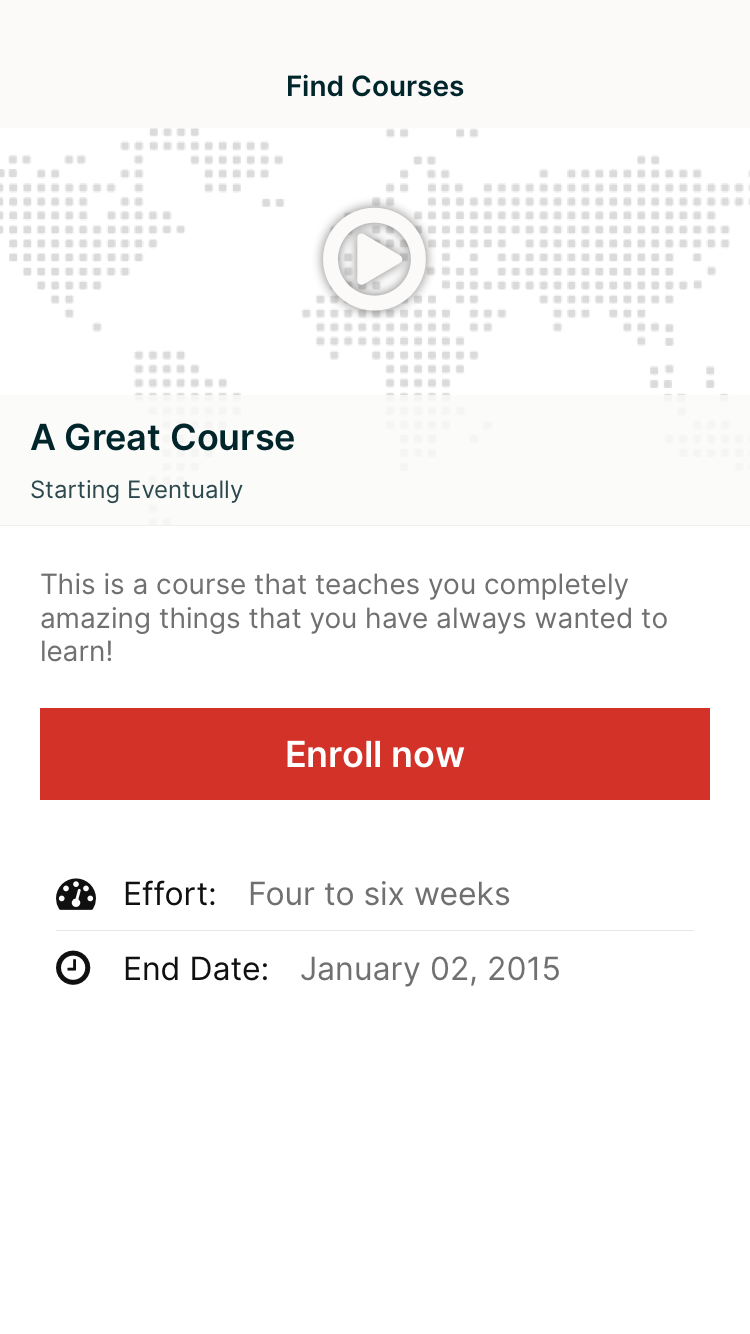 Find Courses
A Great Course
Starting Eventually
This is a course that teaches you completely
amazing things that you have always wanted to
learn!
Enroll now
Effort: Four to six weeks
End Date: January 02, 2015